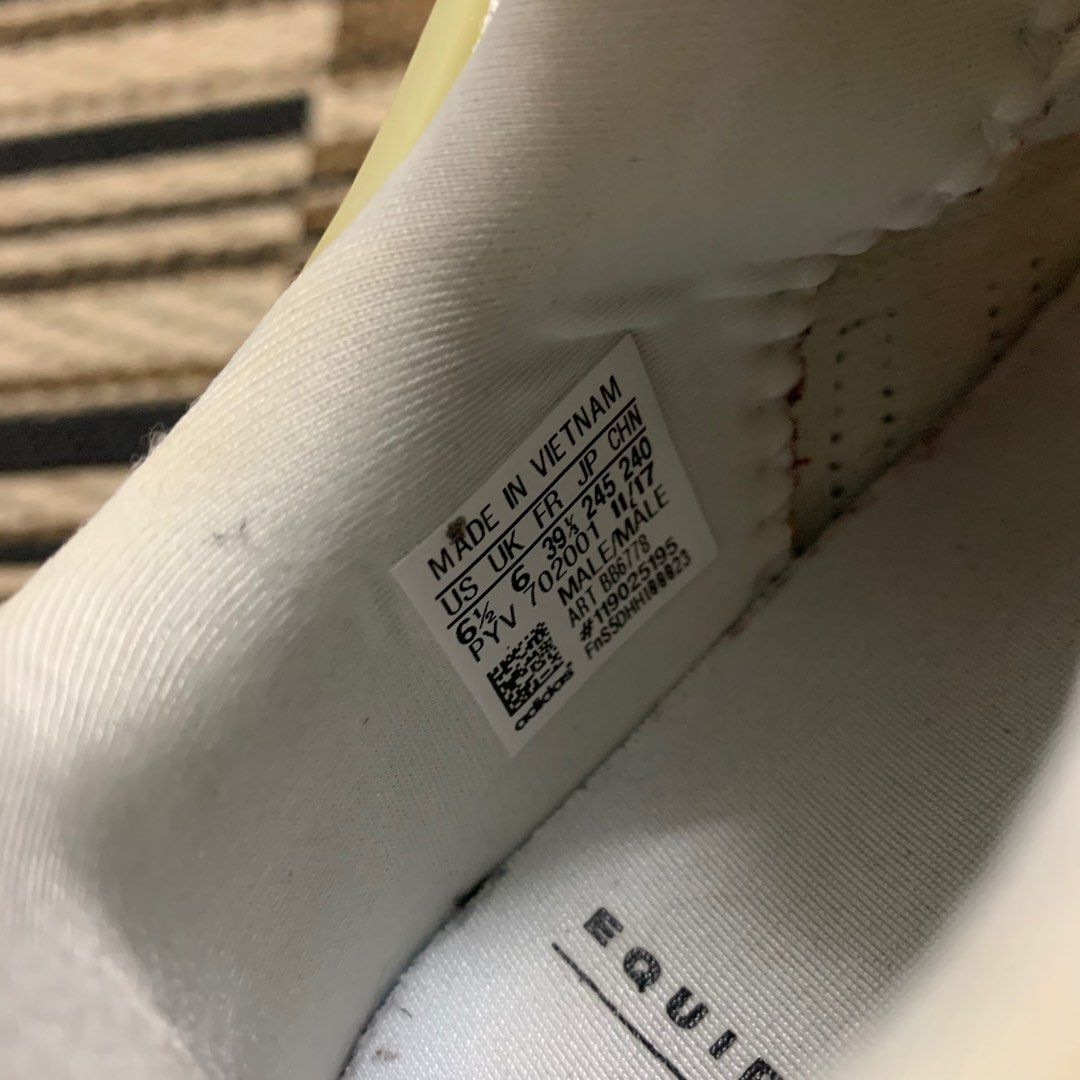 MADE IN VIETNAM
US UK FR JP CHN
6½ 6 39⅓ 245 240
PYV 702001 11/17
MALE/MALE
ART BB6778
#119025195
adidas
EQUI